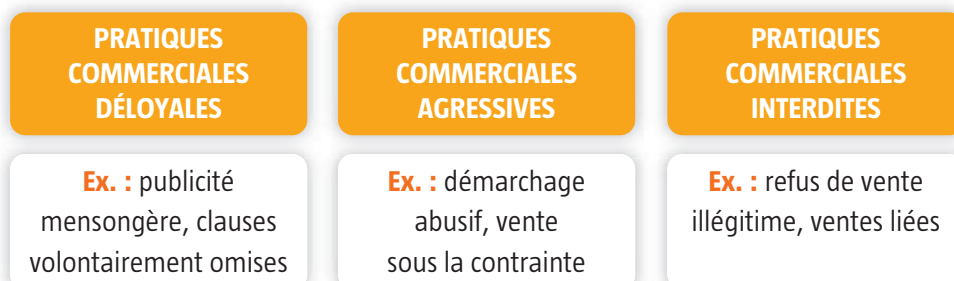 PRATIQUES
COMMERCIALES
DÉLOYALES
Ex. : publicité
mensongère, clauses
volontairement omises
PRATIQUES
COMMERCIALES
AGRESSIVES
Ex. : démarchage
abusif, vente
sous la contrainte
PRATIQUES
COMMERCIALES
INTERDITES
Ex. : refus de vente
illégitime, ventes liées